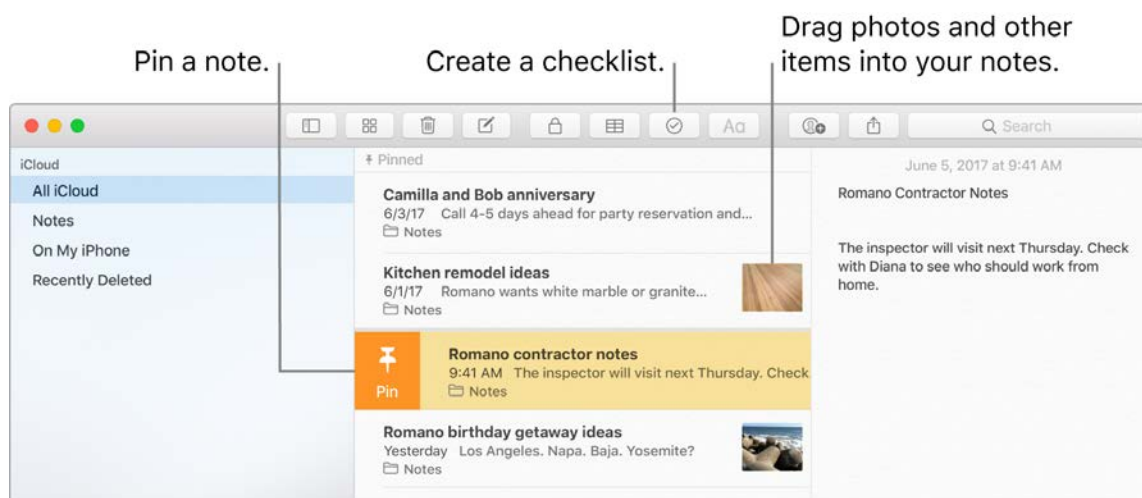 Drag photos and other
items into your notes.
Pin a note.
Create a checklist.
Aa
Search
iCloud
All iCloud
Notes
On My iPhone
Recently Deleted
Pinned
Camilla and Bob anniversary
6/3/17 Call 4-5 days ahead for party reservation and...
Notes
Kitchen remodel ideas
6/1/17 Romano wants white marble or granite...
Notes
Pin
Romano contractor notes
9:41 AM The inspector will visit next Thursday. Check
Notes
Romano birthday getaway ideas
Yesterday Los Angeles. Napa. Baja. Yosemite?
Notes
June 5, 2017 at 9:41 AM
Romano Contractor Notes
The inspector will visit next Thursday. Check
with Diana to see who should work from
home.